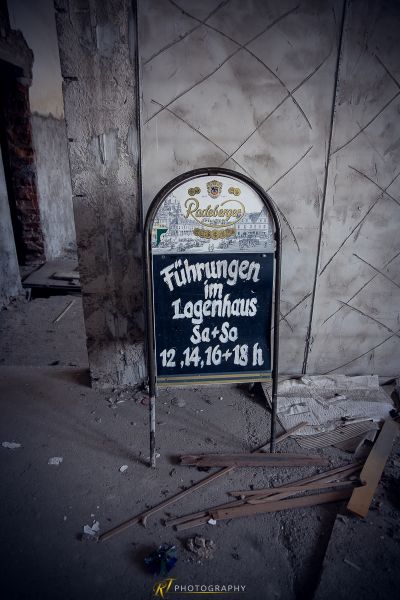 Radeberger
Führungen
im
Logenhaus
Sa+So
12,14,16+18 h
RT PHOTOGRAPHY